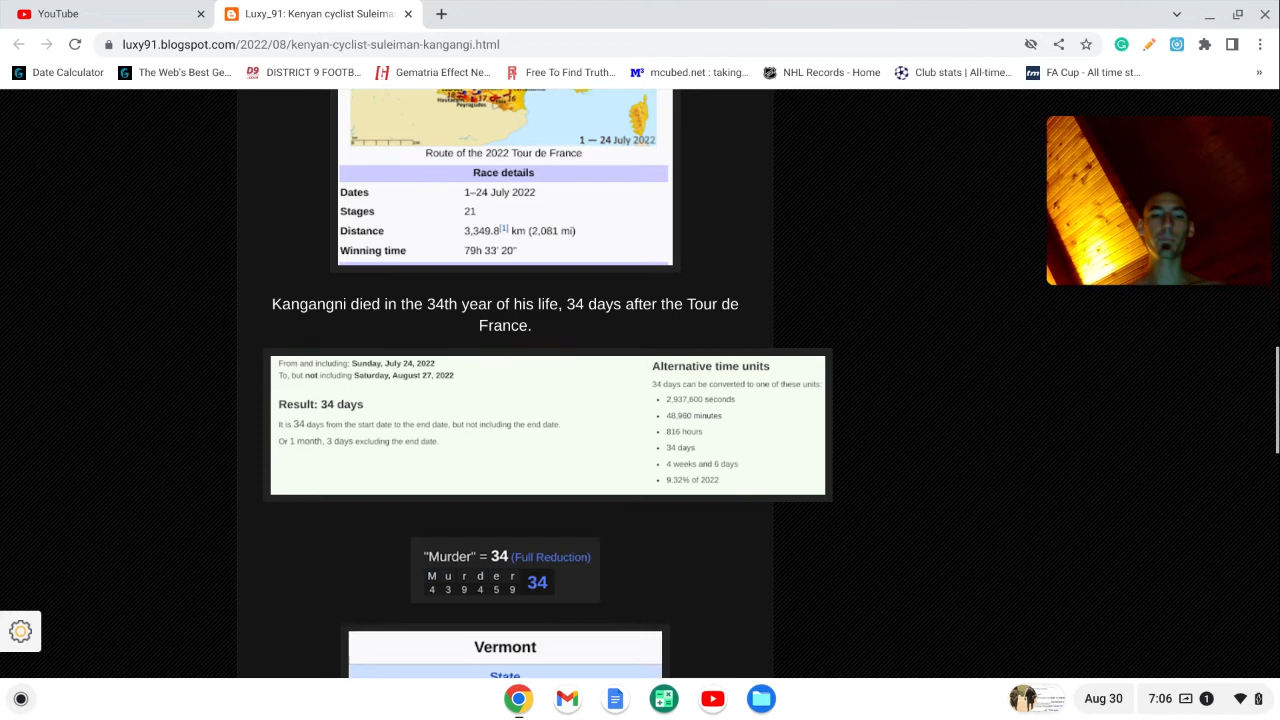 YouTube
Luxy_91: Kenyan cyclist Suleima
luxy91.blogspot.com/2022/08/kenyan-cyclist-suleiman-kangangi.html
Date Calculator
The Web's Best Ge...
DISTRICT 9 FOOTB...
Gematria Effect Ne...
Free To Find Truth...
mcubed.net : taking...
NHL Records - Home
Club stats | All-time...
FA Cup - All time st...
»
17 16
Peyragudes
1 — 24 July 2022
Route of the 2022 Tour de France
Race details
Dates 1–24 July 2022
Stages 21
Distance 3,349.8[1] km (2,081 mi)
Winning time 79h 33' 20"
Kangangni died in the 34th year of his life, 34 days after the Tour de
France.
From and including: Sunday, July 24, 2022
To, but not including Saturday, August 27, 2022
Result: 34 days
It is 34 days from the start date to the end date, but not including the end date.
Or 1 month, 3 days excluding the end date.
Alternative time units
34 days can be converted to one of these units:
• 2,937,600 seconds
• 48,960 minutes
• 816 hours
• 34 days
• 4 weeks and 6 days
• 9.32% of 2022
"Murder" = 34 (Full Reduction)
M u r d e r 34
4 3 9 4 5 9
Vermont
State
Aug 30
7:06
1